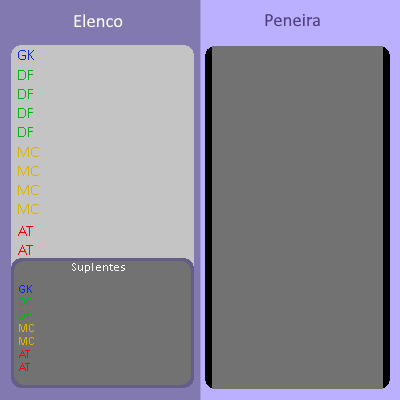 Elenco
GK
DF
DF
DF
DF
MC
MC
MC
MC
AT
AT
Suplentes
GK
DF
DF
MC
MC
AT
AT
Peneira